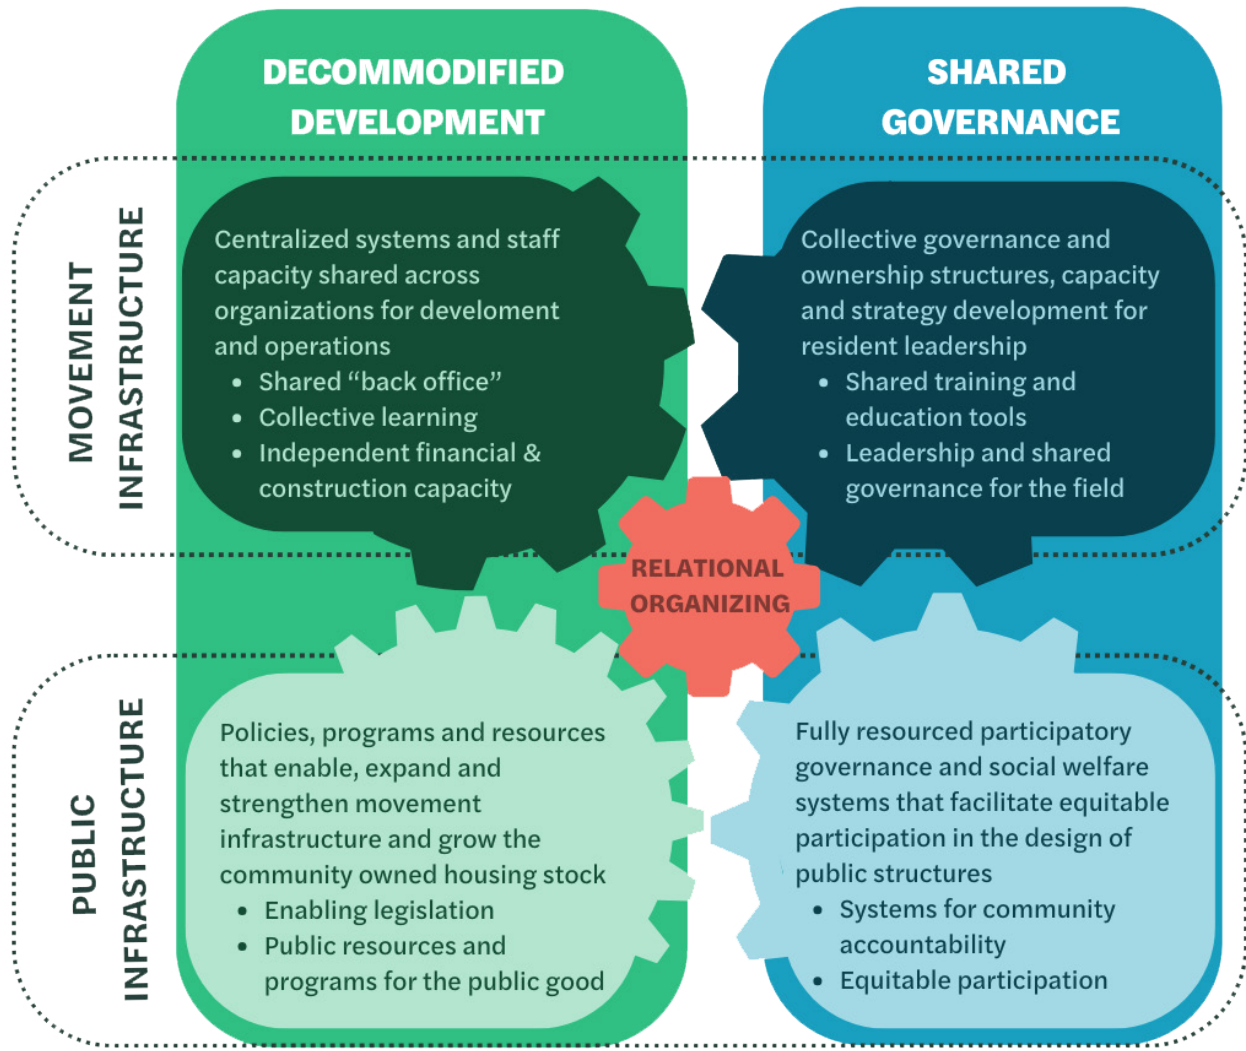 DECOMMODIFIED
DEVELOPMENT
SHARED
GOVERNANCE
MOVEMENT
INFRASTRUCTURE
Centralized systems and staff
capacity shared across
organizations for develoment
and operations
• Shared “back office”
• Collective learning
• Independent financial &
construction capacity
Collective governance and
ownership structures, capacity
and strategy development for
resident leadership
• Shared training and
education tools
• Leadership and shared
governance for the field
RELATIONAL
ORGANIZING
PUBLIC
INFRASTRUCTURE
Policies, programs and resources
that enable, expand and
strengthen movement
infrastructure and grow the
community owned housing stock
• Enabling legislation
• Public resources and
programs for the public good
Fully resourced participatory
governance and social welfare
systems that facilitate equitable
participation in the design of
public structures
• Systems for community
accountability
• Equitable participation